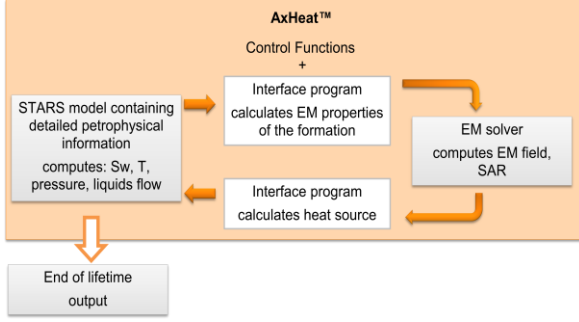 AxHeat™
Control Functions
+
Interface program
calculates EM properties
of the formation
STARS model containing
detailed petrophysical
information
computes: Sw, T,
pressure, liquids flow
EM solver
computes EM field,
SAR
Interface program
calculates heat source
End of lifetime
output